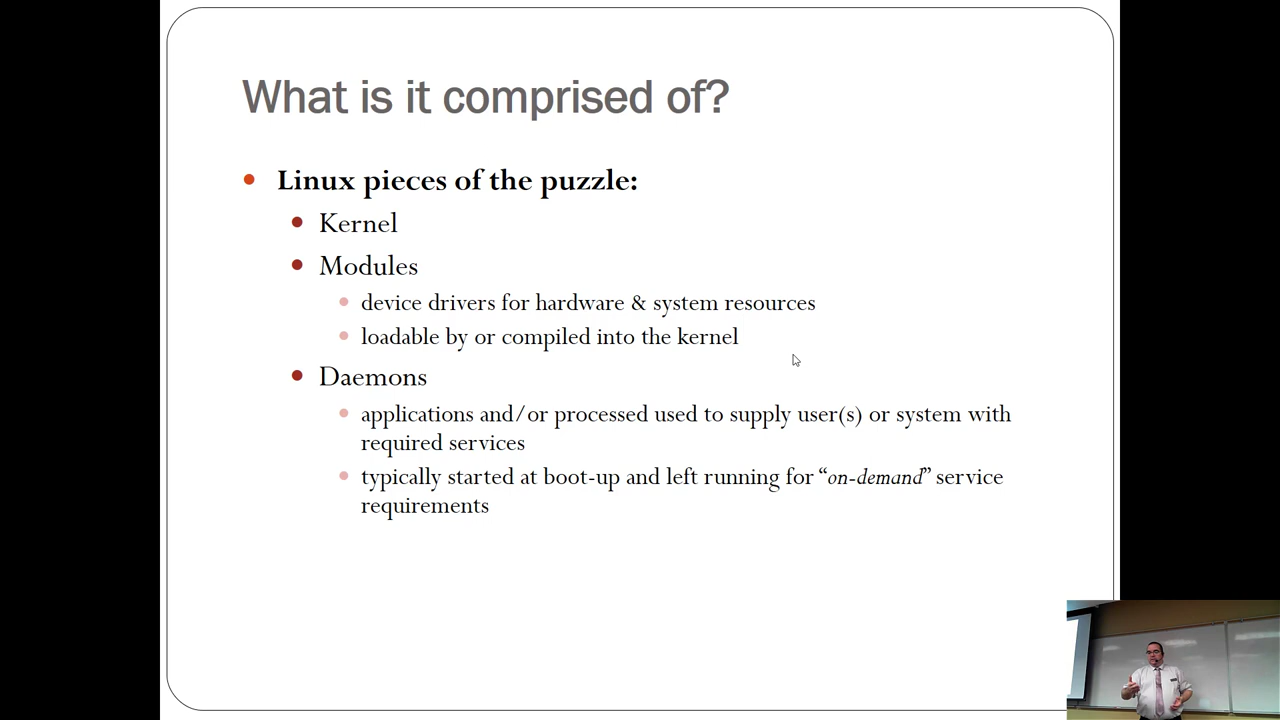 What is it comprised of?
Linux pieces of the puzzle:
Kernel
Modules
device drivers for hardware & system resources
loadable by or compiled into the kernel
Daemons
applications and/or processed used to supply user(s) or system with
required services
typically started at boot-up and left running for “on-demand” service
requirements